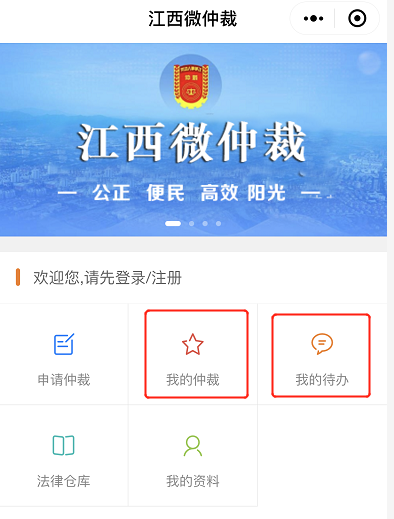 江西微仲裁
江西微仲裁
公正 便民 高效 阳光
欢迎您,请先登录/注册
申请仲裁
我的仲裁
我的待办
法律仓库
我的资料